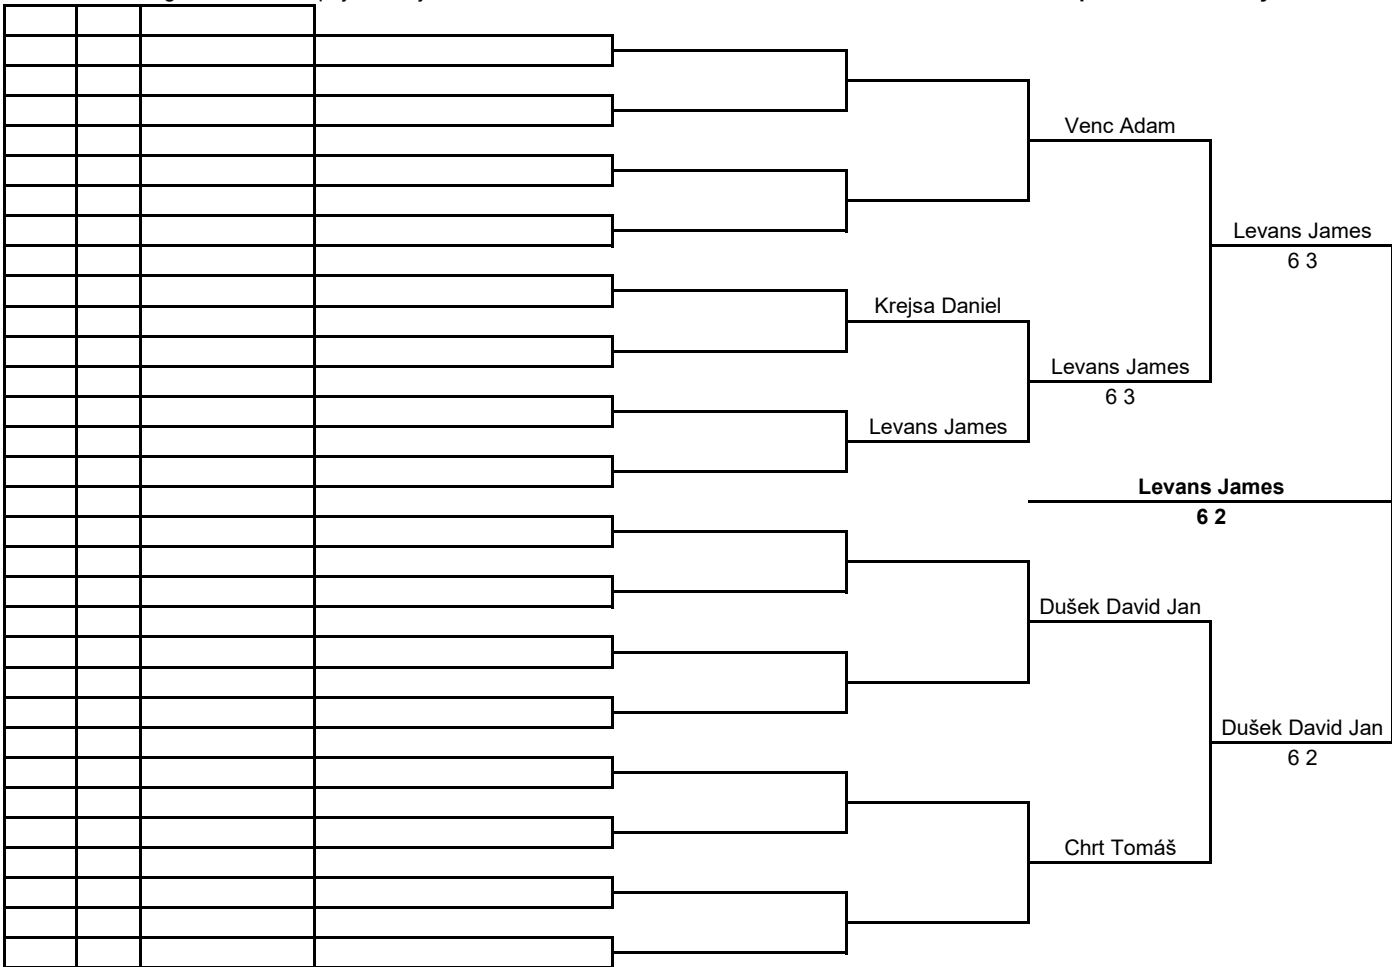 Venc Adam
Levans James
6 3
Krejsa Daniel
Levans James
6 3
Levans James
Levans James
6 2
Dušek David Jan
Dušek David Jan
6 2
Chrt Tomáš